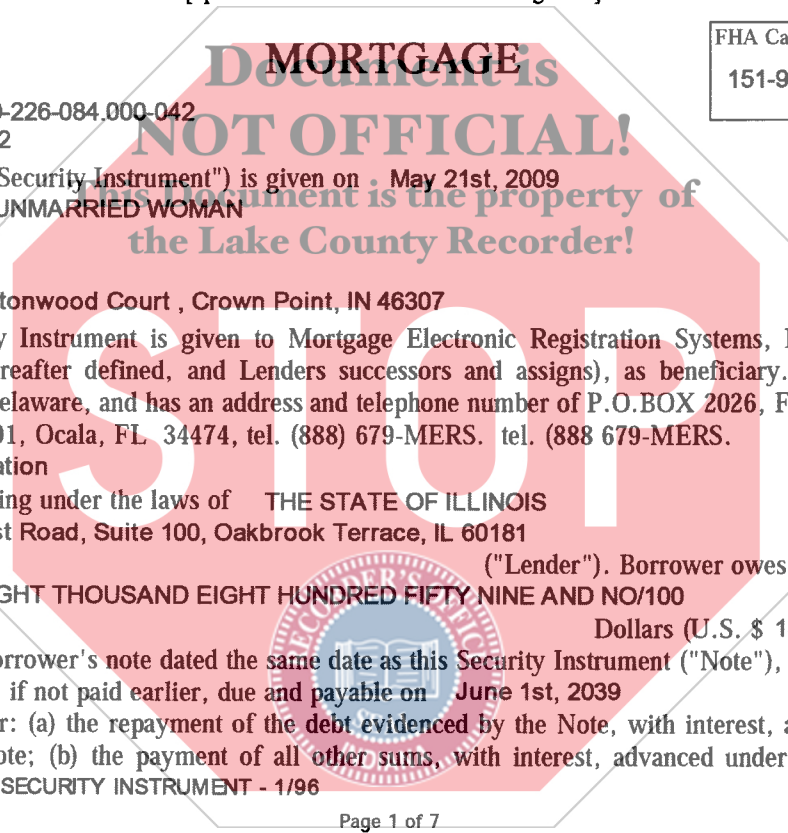 MORTGAGE
FHA Ca
151-9
Document is
NOT OFFICIAL!
This Document is the property of
the Lake County Recorder!
-226-084.000-042
2
Security Instrument") is given on May 21st, 2009
UNMARRIED WOMAN
tonwood Court , Crown Point, IN 46307
y Instrument is given to Mortgage Electronic Registration Systems, I
reafter defined, and Lenders successors and assigns), as beneficiary.
elaware, and has an address and telephone number of P.O.BOX 2026, F
01, Ocala, FL 34474, tel. (888) 679-MERS. tel. (888 679-MERS.
ation
ing under the laws of THE STATE OF ILLINOIS
st Road, Suite 100, Oakbrook Terrace, IL 60181
("Lender"). Borrower owes
GHT THOUSAND EIGHT HUNDRED FIFTY NINE AND NO/100
Dollars (U.S. $ 1
orrower's note dated the same date as this Security Instrument ("Note"),
if not paid earlier, due and payable on June 1st, 2039
r: (a) the repayment of the debt evidenced by the Note, with interest, a
ote; (b) the payment of all other sums, with interest, advanced under
SECURITY INSTRUMENT - 1/96
Page 1 of 7
STOP
RECORDER'S OFFICE
SEAL
INDIANA